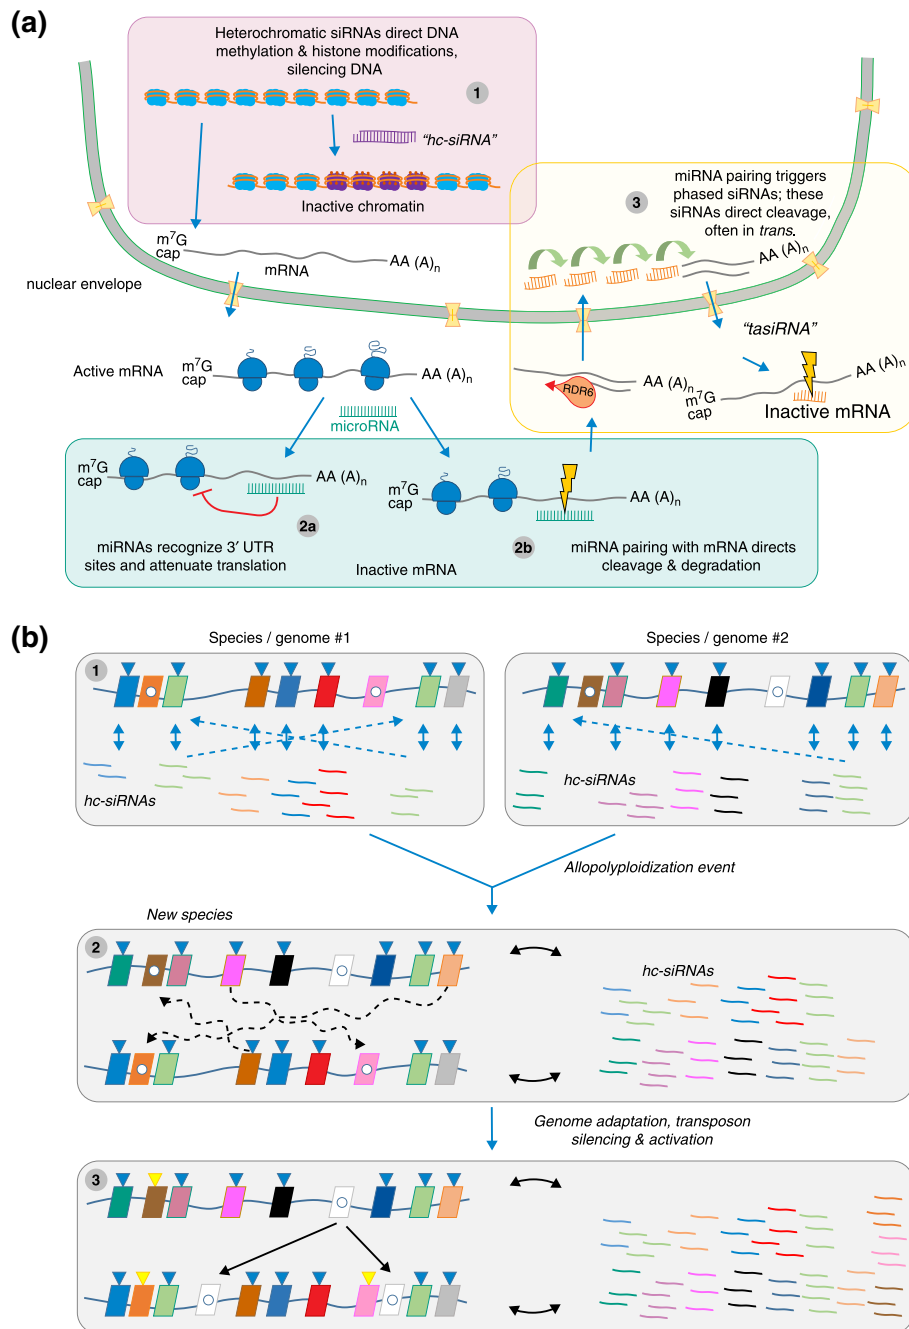 (a)
Heterochromatic siRNAs direct DNA
methylation & histone modifications,
silencing DNA
1
“hc-siRNA”
Inactive chromatin
3
miRNA pairing triggers
phased siRNAs; these
siRNAs direct cleavage,
often in trans.
m7G
cap
mRNA
AA (A)n
AA (A)n
nuclear envelope
“tasiRNA”
Active mRNA
m7G
cap
AA (A)n
RDR6
AA (A)n
m7G
cap
AA (A)n
Inactive mRNA
microRNA
m7G
cap
AA (A)n
m7G
cap
AA (A)n
2a
miRNAs recognize 3′ UTR
sites and attenuate translation
Inactive mRNA
2b
miRNA pairing with mRNA directs
cleavage & degradation
(b)
Species / genome #1
Species / genome #2
1
hc-siRNAs
hc-siRNAs
Allopolyploidization event
New species
2
hc-siRNAs
Genome adaptation, transposon
silencing & activation
3